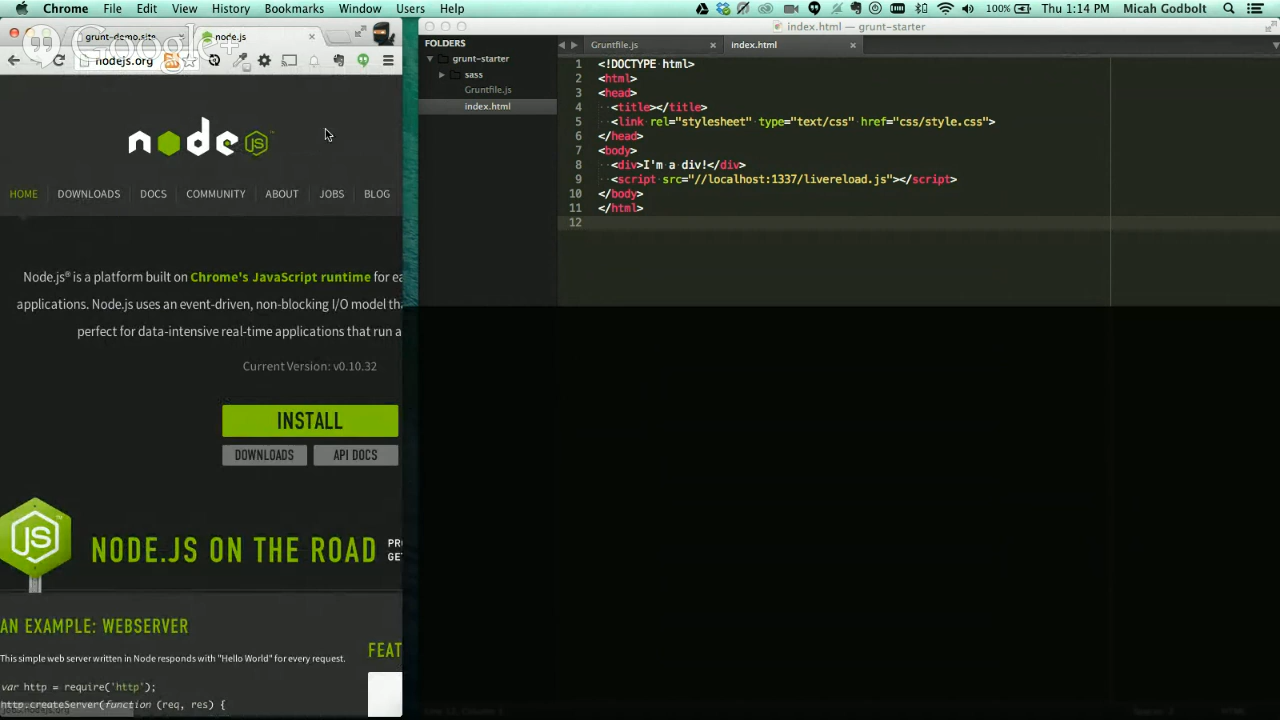 Chrome File Edit View History Bookmarks Window Users Help
100% Thu 1:14 PM Micah Godbolt
Google+
grunt-demo.site
node.js
nodejs.org
node JS
HOME DOWNLOADS DOCS COMMUNITY ABOUT JOBS BLOG
Node.js® is a platform built on Chrome's JavaScript runtime for ea
applications. Node.js uses an event-driven, non-blocking I/O model tha
perfect for data-intensive real-time applications that run a
Current Version: v0.10.32
INSTALL
DOWNLOADS API DOCS
JS
NODE.JS ON THE ROAD
PRO
GET
AN EXAMPLE: WEBSERVER
This simple web server written in Node responds with "Hello World" for every request.
FEAT
var http = require('http');
http.createServer(function (req, res) {
index.html — grunt-starter
FOLDERS
grunt-starter
sass
Gruntfile.js
index.html
Gruntfile.js
index.html
1 <!DOCTYPE html>
2 <html>
3 <head>
4 <title></title>
5 <link rel="stylesheet" type="text/css" href="css/style.css">
6 </head>
7 <body>
8 <div>I'm a div!</div>
9 <script src="//localhost:1337/livereload.js"></script>
10 </body>
11 </html>
12